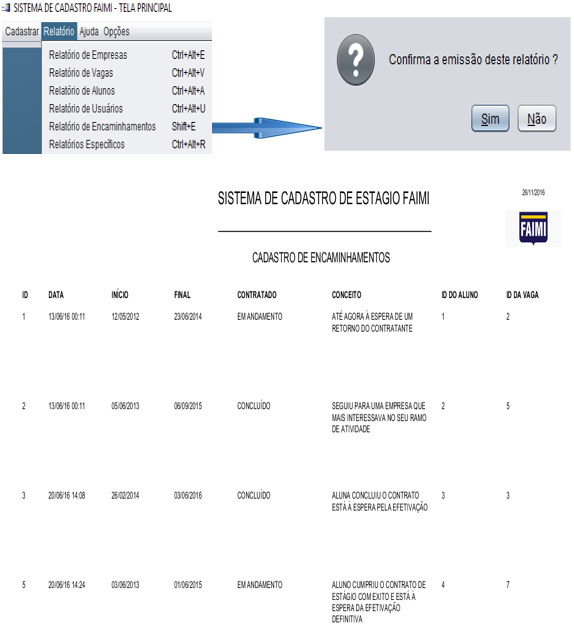 SISTEMA DE CADASTRO FAIMI - TELA PRINCIPAL
Cadastrar Relatório Ajuda Opções
Relatório de Empresas Ctrl+Alt+E
Relatório de Vagas Ctrl+Alt+V
Relatório de Alunos Ctrl+Alt+A
Relatório de Usuários Ctrl+Alt+U
Relatório de Encaminhamentos Shift+E
Relatórios Específicos Ctrl+Alt+R
?
Confirma a emissão deste relatório ?
Sim Não
SISTEMA DE CADASTRO DE ESTAGIO FAIMI
26/11/2016
FAIMI
CADASTRO DE ENCAMINHAMENTOS
ID DATA INÍCIO FINAL CONTRATADO CONCEITO ID DO ALUNO ID DA VAGA
1 13/06/16 00:11 12/05/2012 23/06/2014 EM ANDAMENTO ATÉ AGORA À ESPERA DE UM 1 2
RETORNO DO CONTRATANTE
2 13/06/16 00:11 05/06/2013 06/09/2015 CONCLUÍDO SEGUIU PARA UMA EMPRESA QUE 2 5
MAIS INTERESSAVA NO SEU RAMO
DE ATIVIDADE
3 20/06/16 14:08 26/02/2014 03/06/2016 CONCLUÍDO ALUNA CONCLUIU O CONTRATO 3 3
ESTÁ À ESPERA PELA EFETIVAÇÃO
5 20/06/16 14:24 03/06/2013 01/06/2015 EM ANDAMENTO ALUNO CUMPRIU O CONTRATO DE 4 7
ESTÁGIO COM EXITO E ESTÁ À
ESPERA DA EFETIVAÇÃO
DEFINITIVA